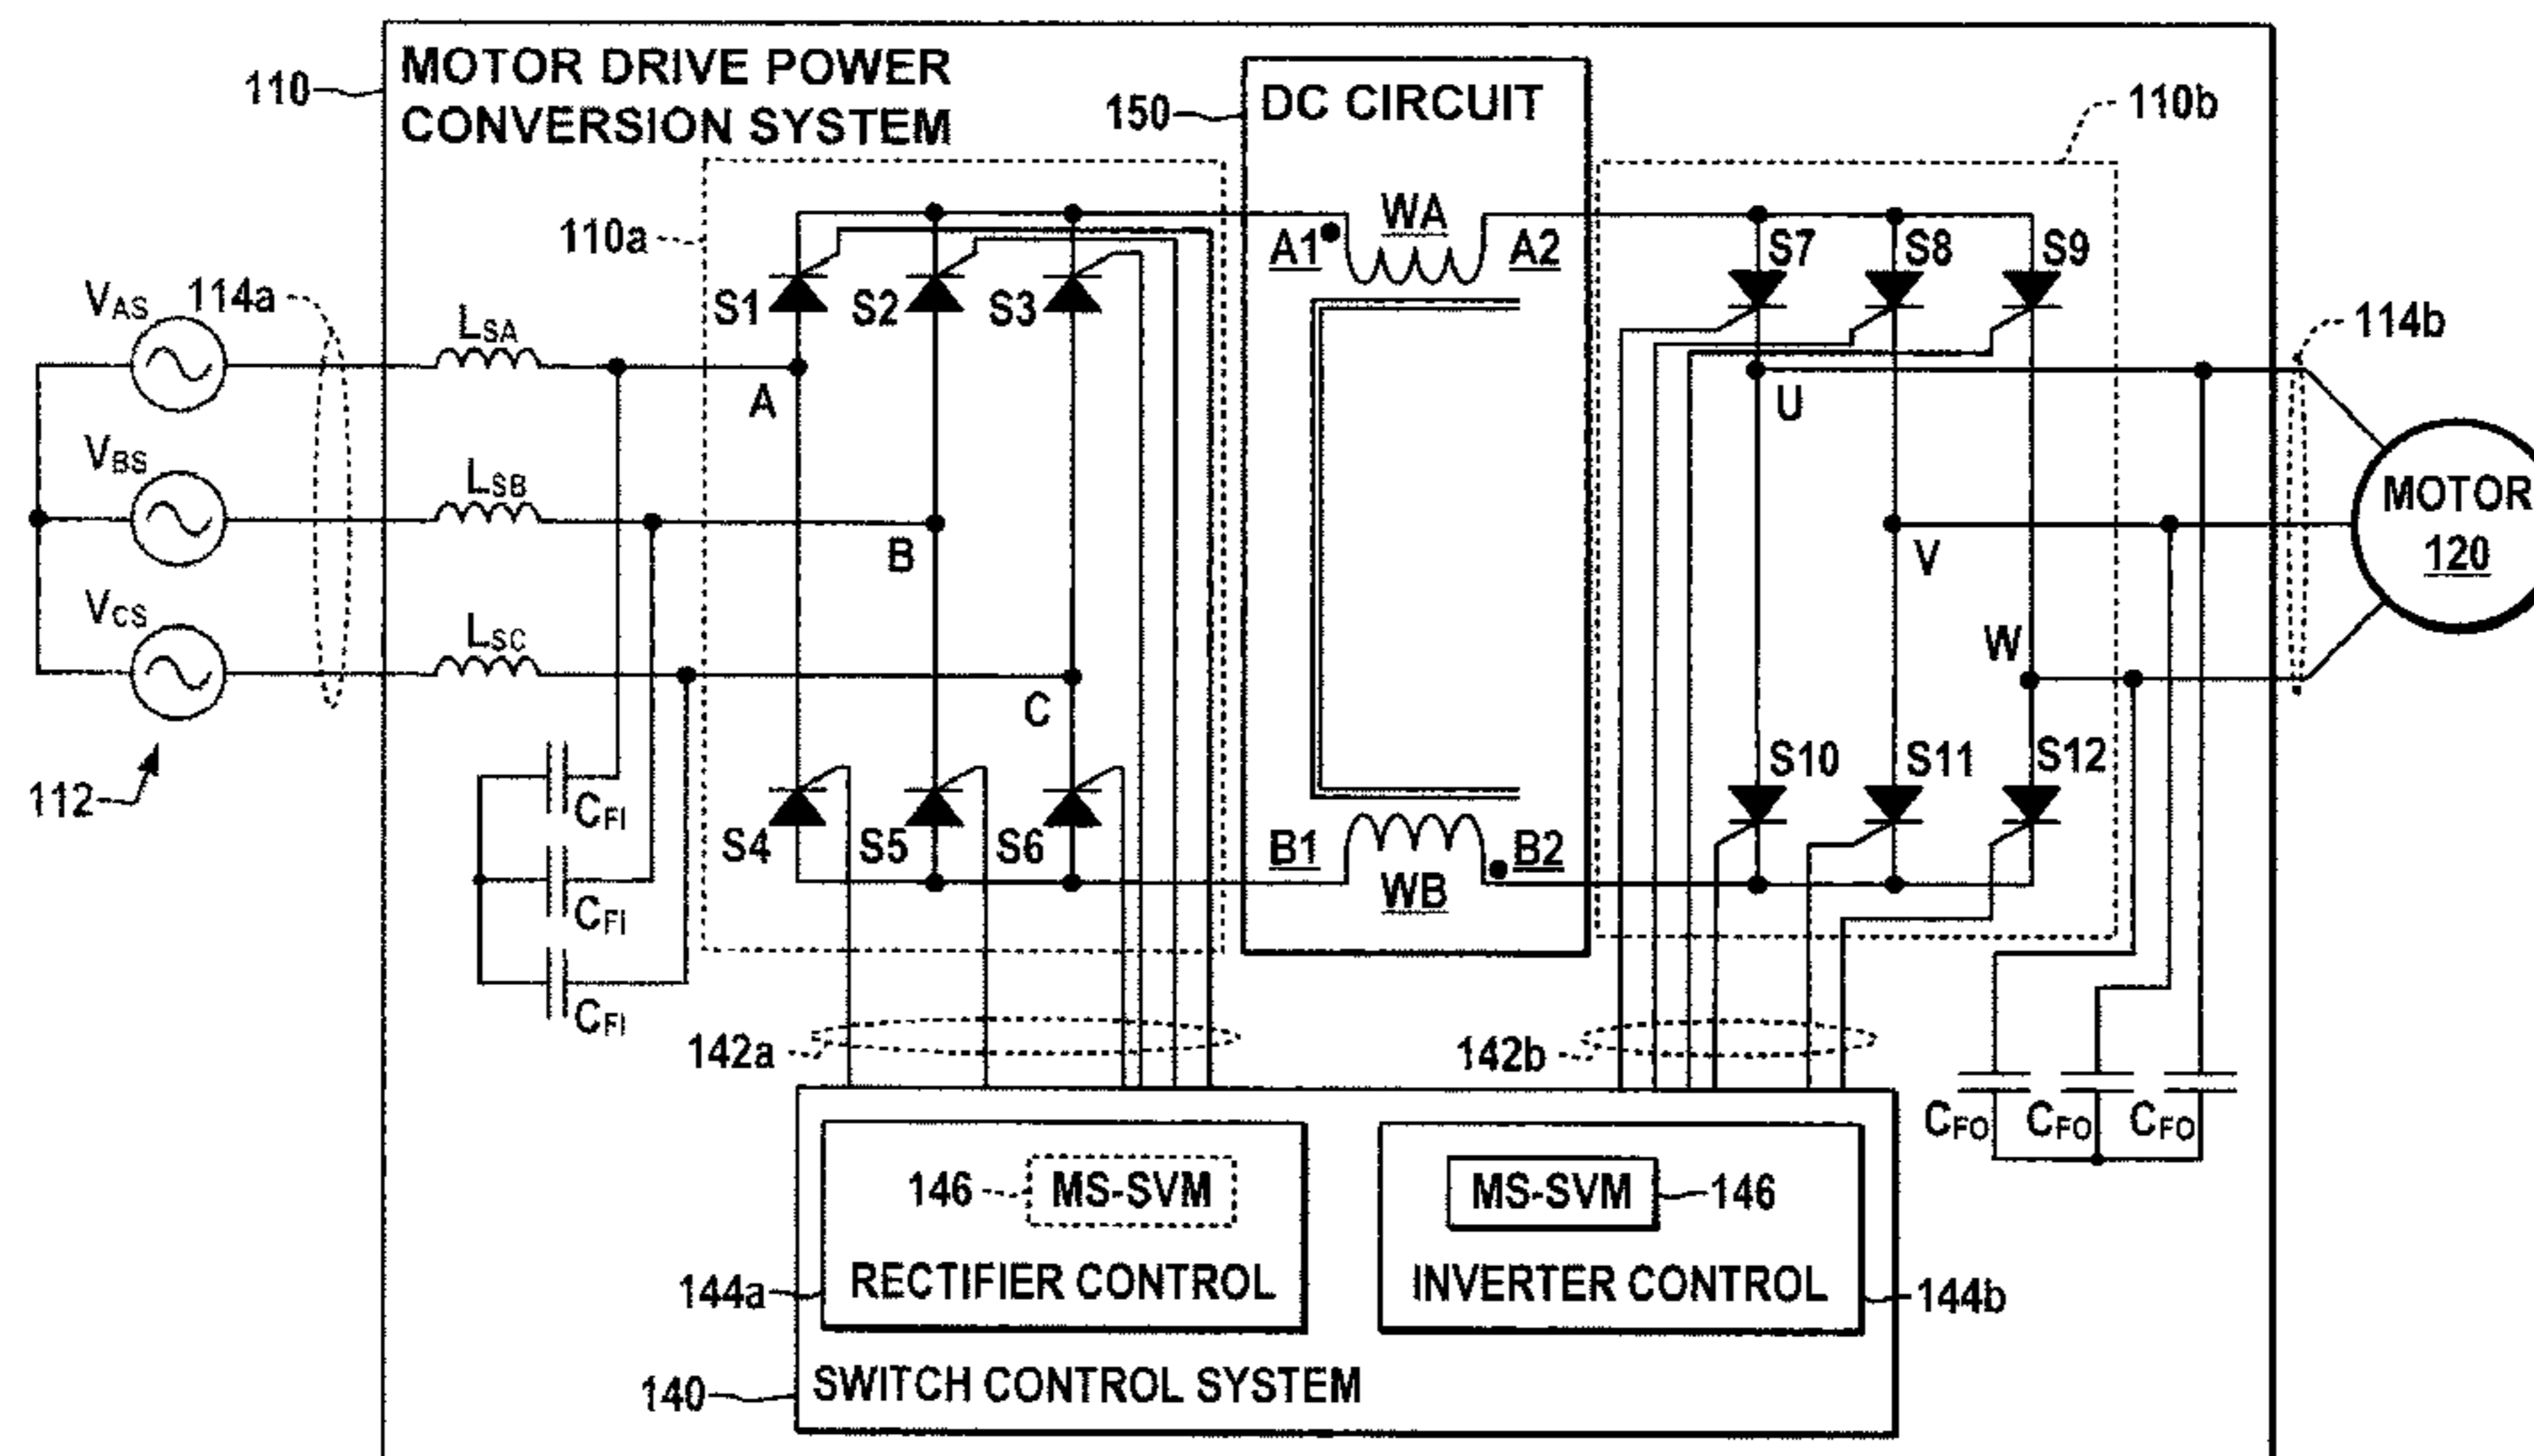 MOTOR DRIVE POWER
CONVERSION SYSTEM
110
150
DC CIRCUIT
110b
110a
WA
A1
A2
S7
S8
S9
S1
S2
S3
VAS
114a
LSA
A
U
114b
VBS
LSB
B
V
MOTOR
120
VCS
LSC
C
W
112
CFI
CFI
CFI
S4
S5
S6
B1
B2
WB
S10
S11
S12
142a
142b
CFO
CFO
CFO
146
MS-SVM
MS-SVM
146
144a
RECTIFIER CONTROL
INVERTER CONTROL
144b
140
SWITCH CONTROL SYSTEM